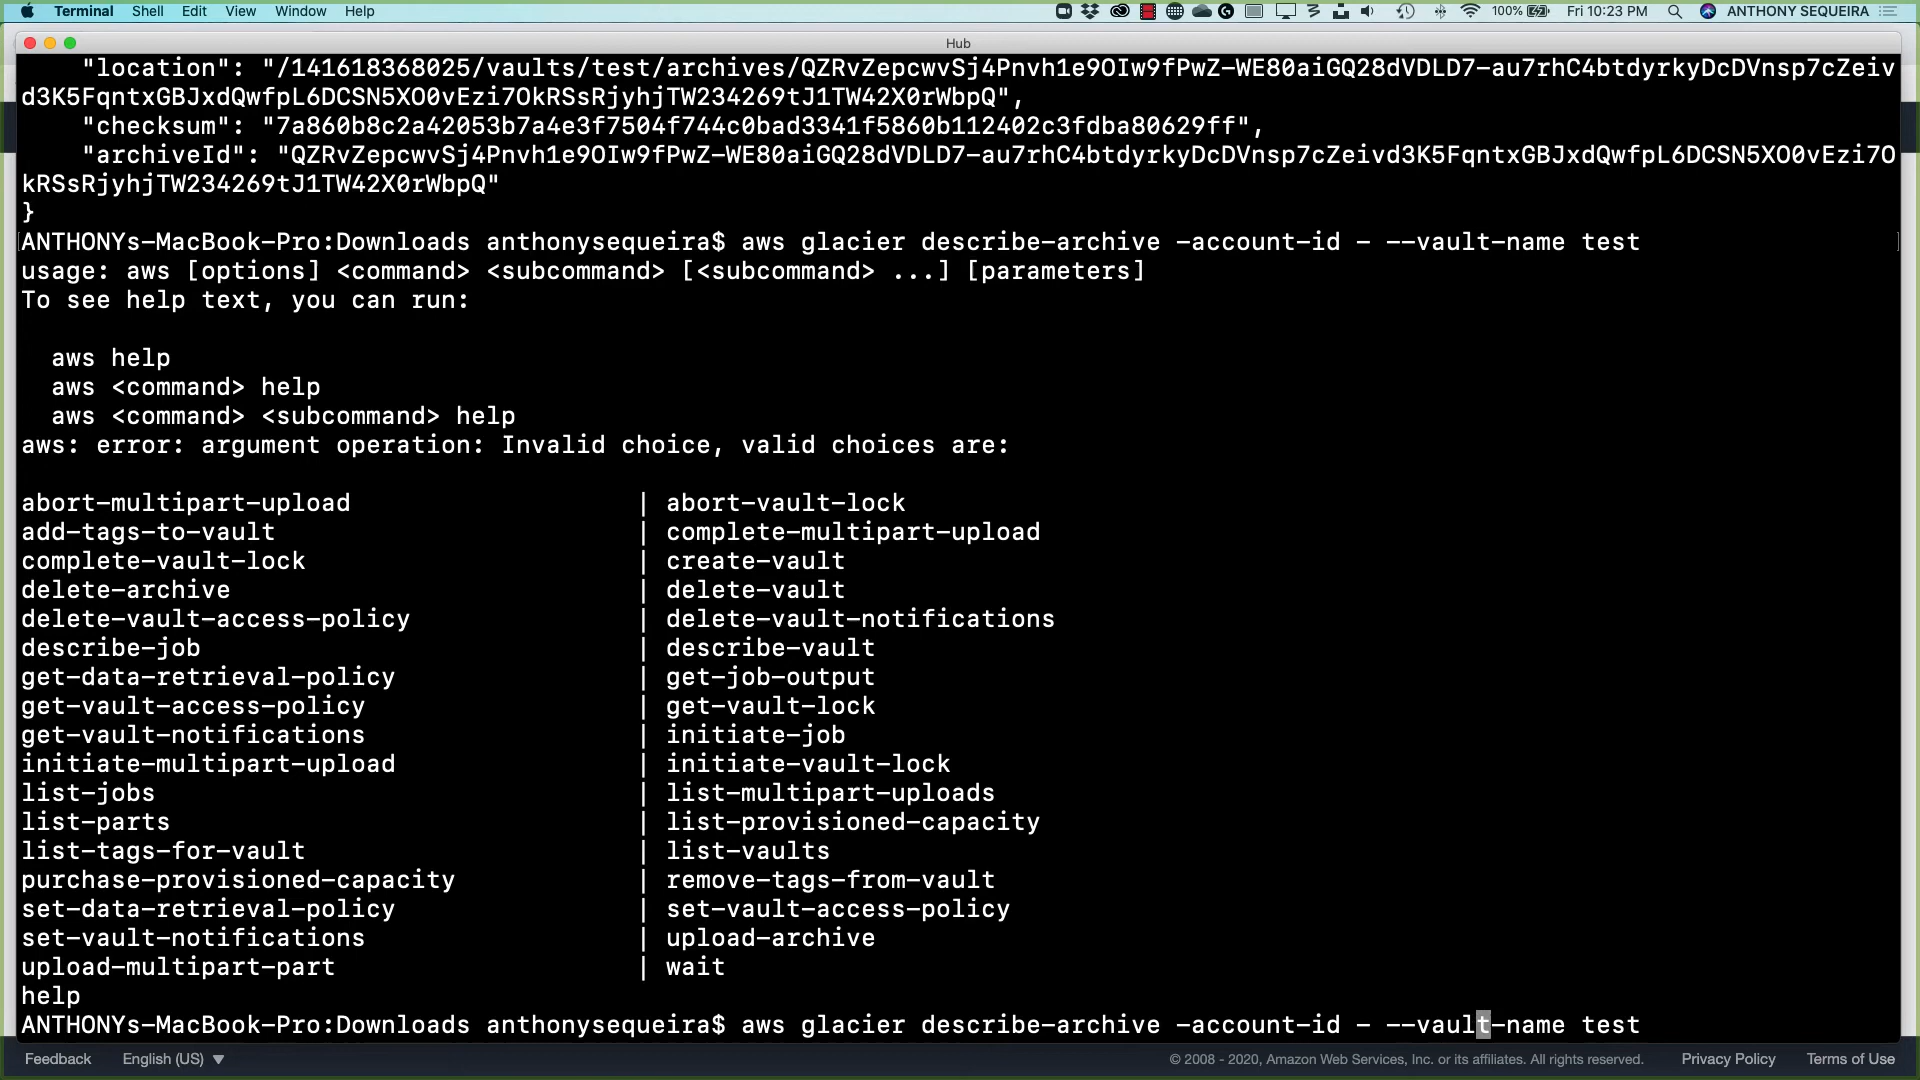 Terminal Shell Edit View Window Help 100% Fri 10:23 PM ANTHONY SEQUEIRA
Hub
"location": "/141618368025/vaults/test/archives/QZRvZepcwvSj4Pnvh1e9OIw9fPwZ-WE80aiGQ28dVDLD7-au7rhC4btdyrkyDcDVnsp7cZeiv
d3K5FqntxGBJxdQwfpL6DCSN5XO0vEzi7OkRSsRjyhjTW234269tJ1TW42X0rWbpQ",
"checksum": "7a860b8c2a42053b7a4e3f7504f744c0bad3341f5860b112402c3fdba80629ff",
"archiveId": "QZRvZepcwvSj4Pnvh1e9OIw9fPwZ-WE80aiGQ28dVDLD7-au7rhC4btdyrkyDcDVnsp7cZeivd3K5FqntxGBJxdQwfpL6DCSN5XO0vEzi7O
kRSsRjyhjTW234269tJ1TW42X0rWbpQ"
}
ANTHONYs-MacBook-Pro:Downloads anthonysequeira$ aws glacier describe-archive -account-id - --vault-name test
usage: aws [options] <command> <subcommand> [<subcommand> ...] [parameters]
To see help text, you can run:
aws help
aws <command> help
aws <command> <subcommand> help
aws: error: argument operation: Invalid choice, valid choices are:
abort-multipart-upload | abort-vault-lock
add-tags-to-vault | complete-multipart-upload
complete-vault-lock | create-vault
delete-archive | delete-vault
delete-vault-access-policy | delete-vault-notifications
describe-job | describe-vault
get-data-retrieval-policy | get-job-output
get-vault-access-policy | get-vault-lock
get-vault-notifications | initiate-job
initiate-multipart-upload | initiate-vault-lock
list-jobs | list-multipart-uploads
list-parts | list-provisioned-capacity
list-tags-for-vault | list-vaults
purchase-provisioned-capacity | remove-tags-from-vault
set-data-retrieval-policy | set-vault-access-policy
set-vault-notifications | upload-archive
upload-multipart-part | wait
help
ANTHONYs-MacBook-Pro:Downloads anthonysequeira$ aws glacier describe-archive -account-id - --vault-name test
Feedback English (US) © 2008 - 2020, Amazon Web Services, Inc. or its affiliates. All rights reserved. Privacy Policy Terms of Use